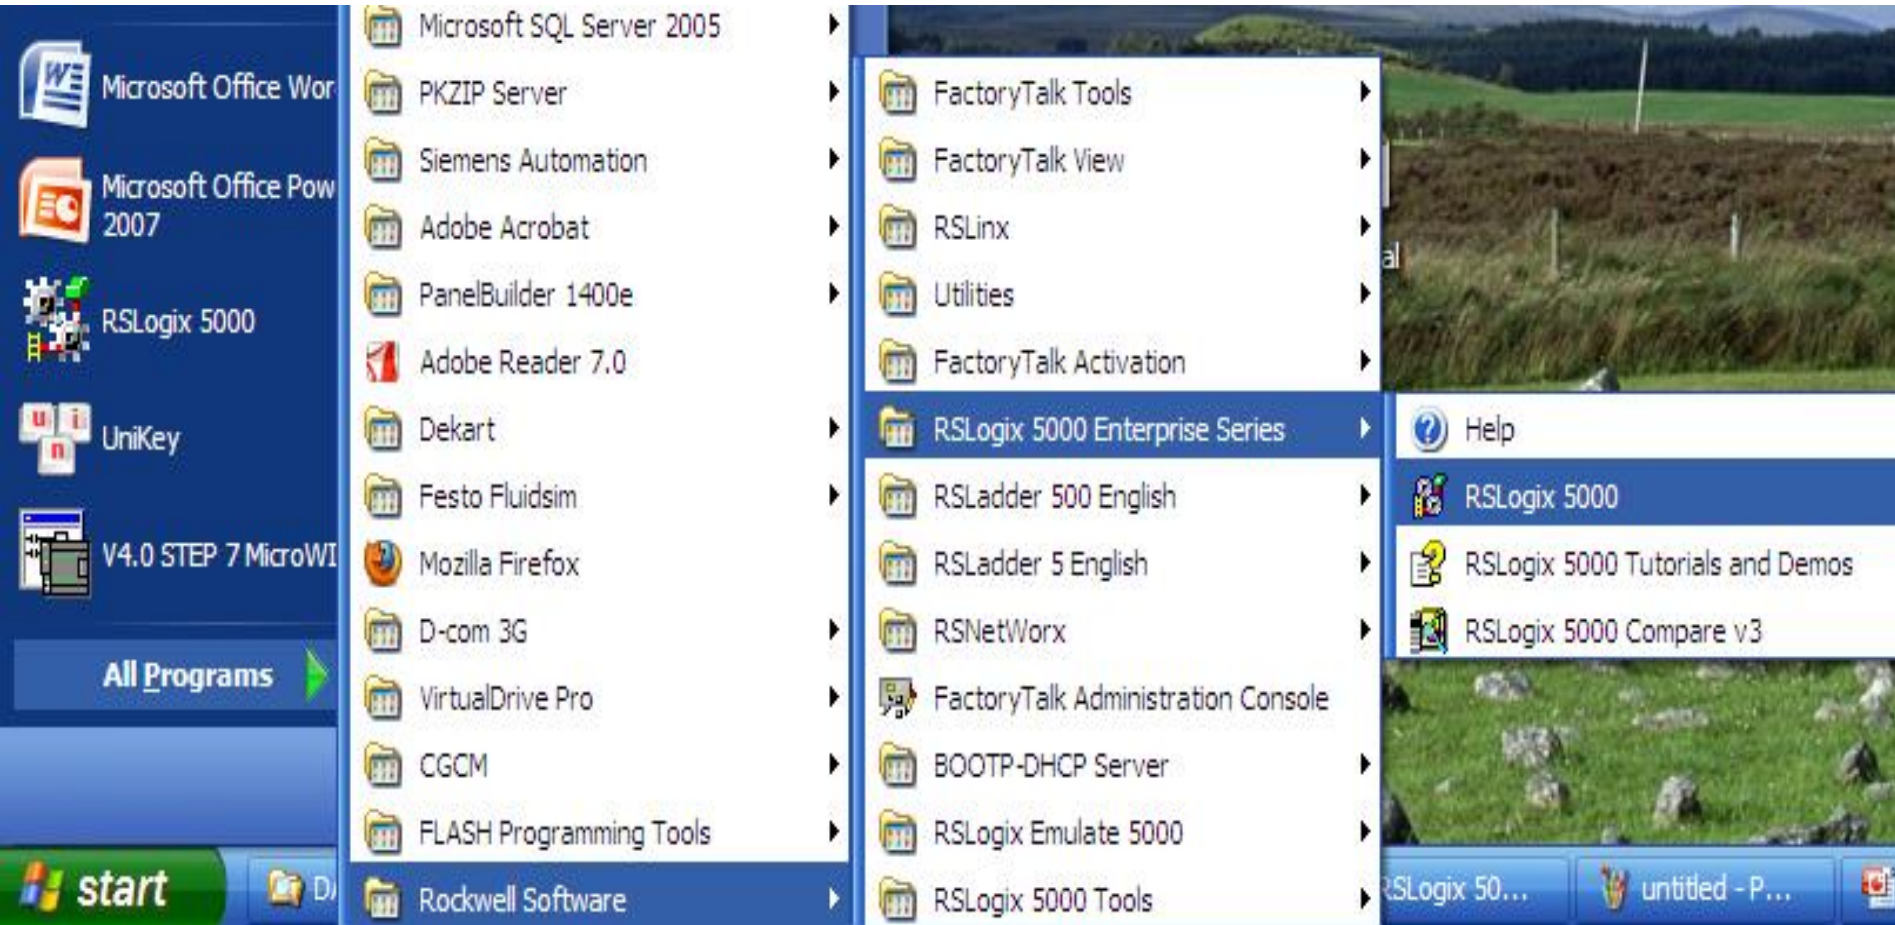 Microsoft Office Wor
Microsoft Office Pow
2007
RSLogix 5000
UniKey
V4.0 STEP 7 MicroWI
All Programs
start
Microsoft SQL Server 2005
PKZIP Server
Siemens Automation
Adobe Acrobat
PanelBuilder 1400e
Adobe Reader 7.0
Dekart
Festo Fluidsim
Mozilla Firefox
D-com 3G
VirtualDrive Pro
CGCM
FLASH Programming Tools
Rockwell Software
FactoryTalk Tools
FactoryTalk View
RSLinx
Utilities
FactoryTalk Activation
RSLogix 5000 Enterprise Series
RSLadder 500 English
RSLadder 5 English
RSNetWorx
FactoryTalk Administration Console
BOOTP-DHCP Server
RSLogix Emulate 5000
RSLogix 5000 Tools
al
Help
RSLogix 5000
RSLogix 5000 Tutorials and Demos
RSLogix 5000 Compare v3
RSLogix 50...
untitled - P...